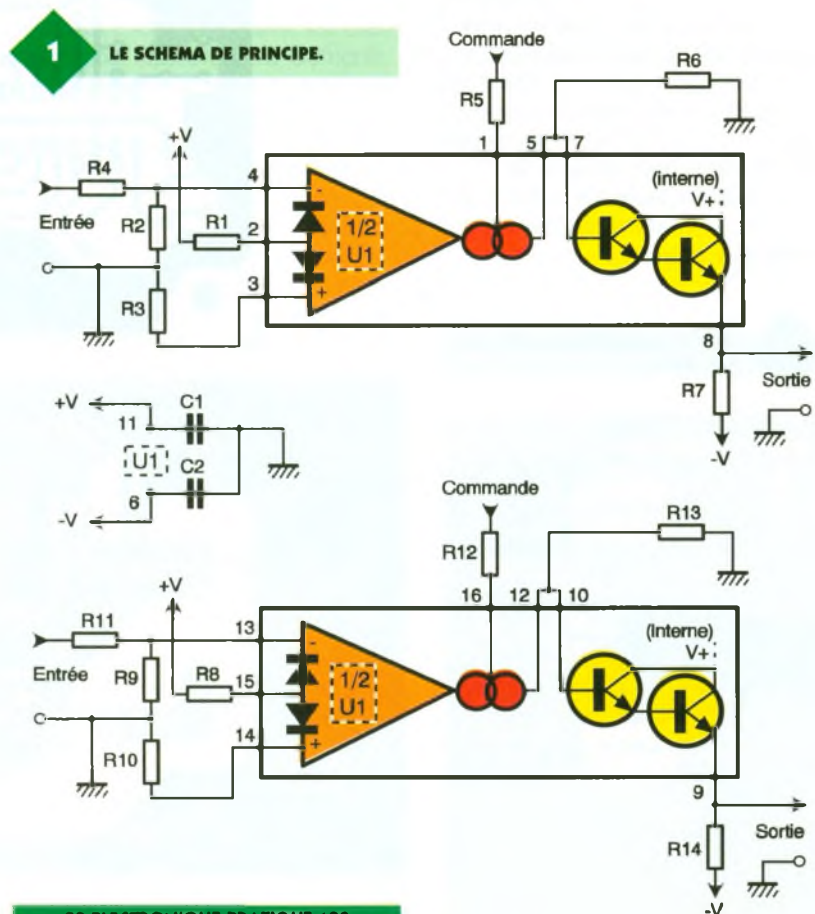 1 LE SCHEMA DE PRINCIPE.
Commande
R5
R6
1 5 7
+V
R4
4
Entrée
R2
R1
2
R3
3
-
1/2
U1
+
(interne)
V+
8
R7
Sortie
-V
+V
11
C1
U1
C2
6
-V
Commande
R12
R13
16 12 10
+V
R11
13
Entrée
R9
R8
15
R10
14
-
1/2
U1
+
(Interne)
V+
9
R14
Sortie
-V